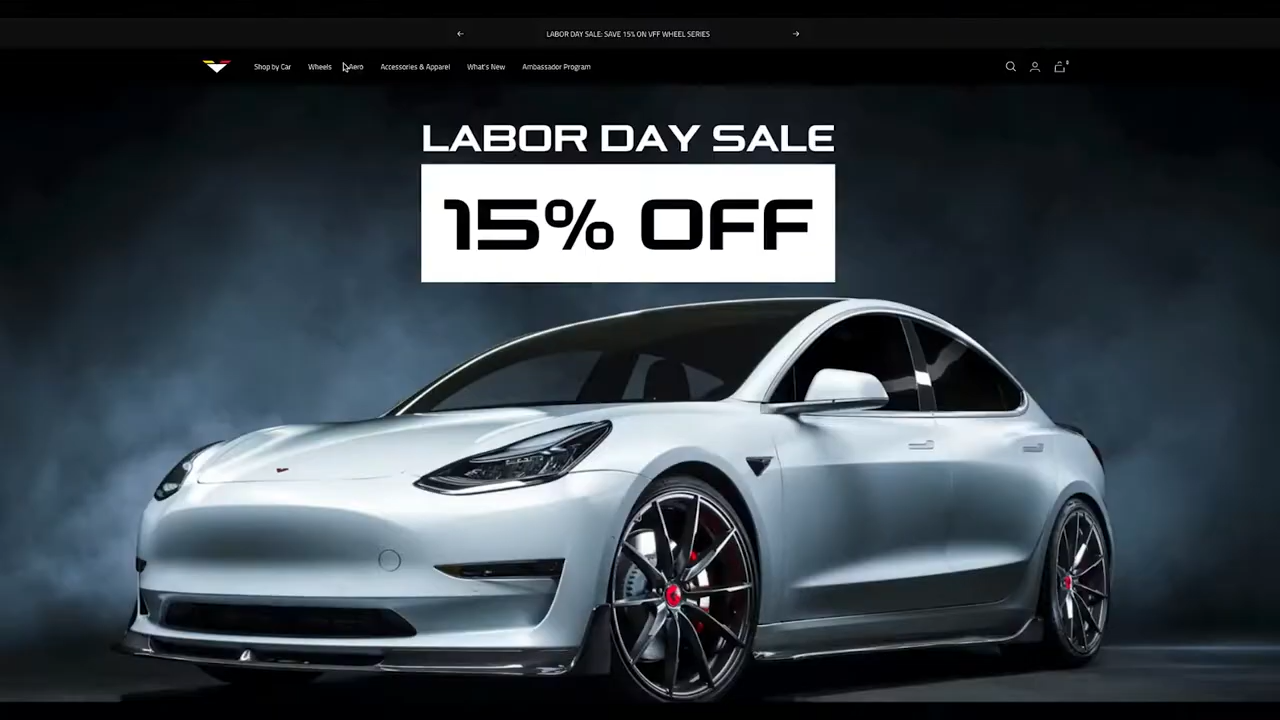 LABOR DAY SALE: SAVE 15% ON VFF WHEEL SERIES
Shop by Car Wheels Aero Accessories & Apparel What's New Ambassador Program
LABOR DAY SALE
15% OFF